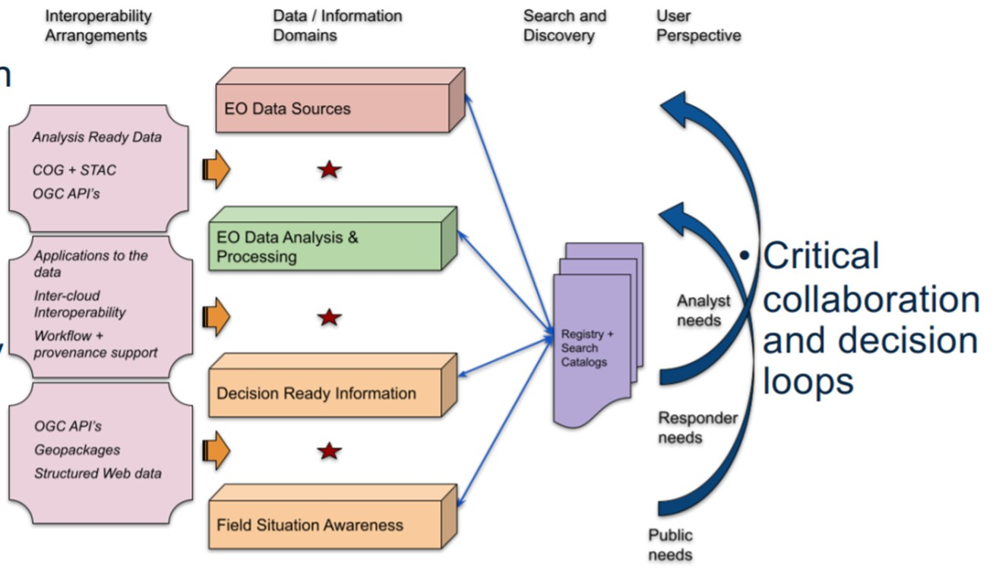 Interoperability
Arrangements
Data / Information
Domains
Search and
Discovery
User
Perspective
n
Analysis Ready Data
COG + STAC
OGC API's
Applications to the
data
Inter-cloud
Interoperability
Workflow +
provenance support
OGC API's
Geopackages
Structured Web data
EO Data Sources
EO Data Analysis &
Processing
Decision Ready Information
Field Situation Awareness
Registry +
Search
Catalogs
Analyst
needs
Responder
needs
Public
needs
• Critical
collaboration
and decision
loops